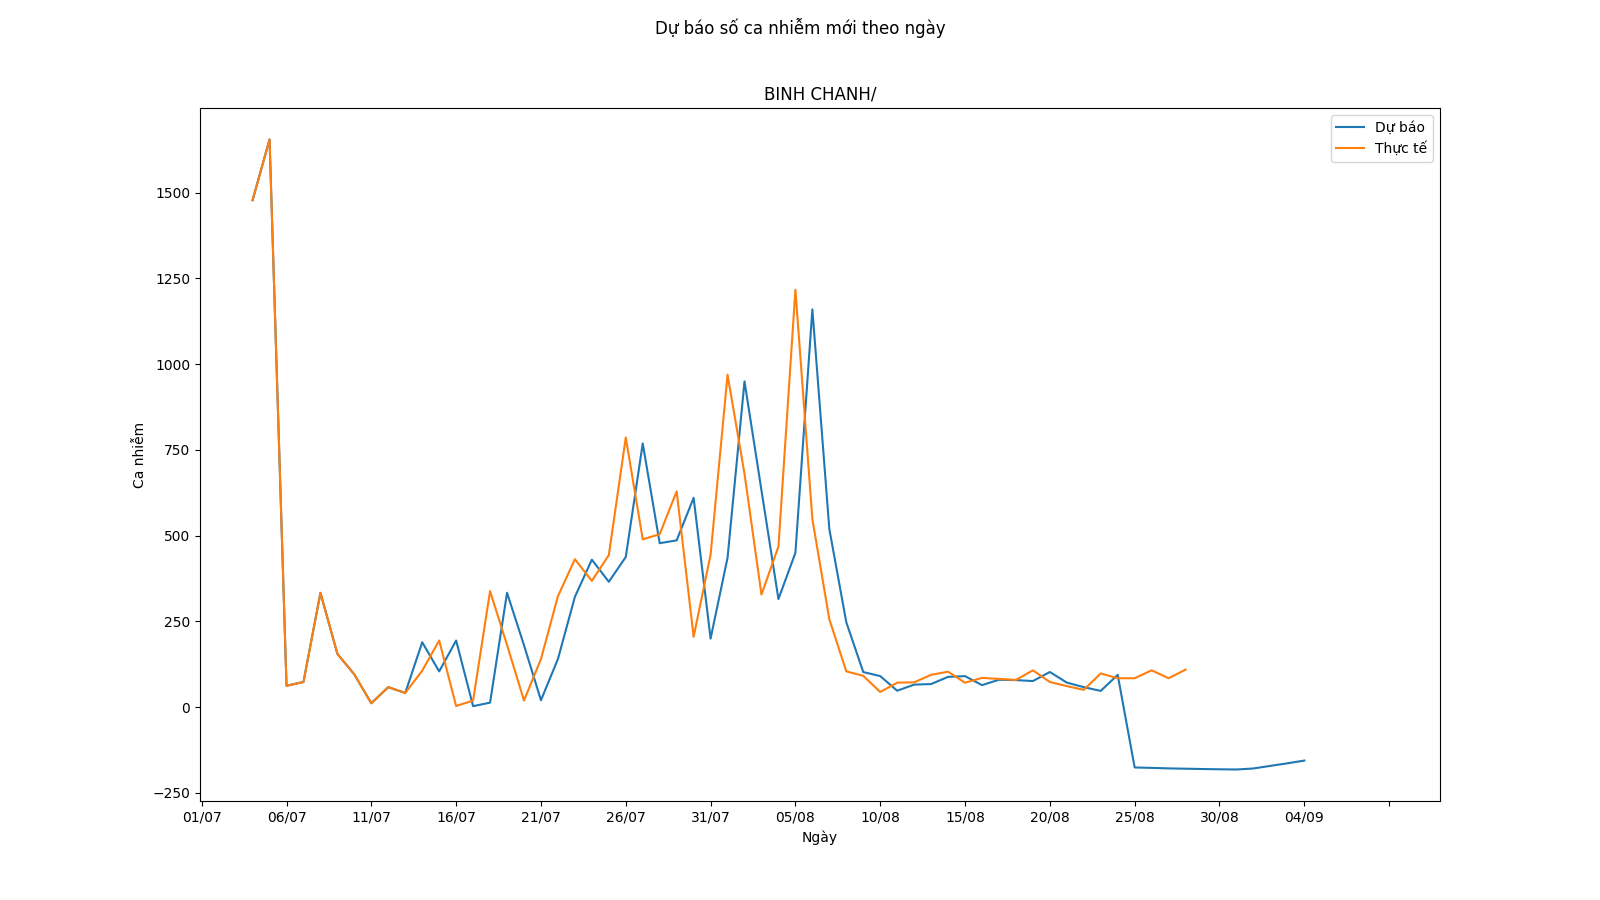 Dự báo số ca nhiễm mới theo ngày
BINH CHANH/
Dự báo
Thực tế
1500
1250
1000
750
500
250
0
−250
Ca nhiễm
01/07 06/07 11/07 16/07 21/07 26/07 31/07 05/08 10/08 15/08 20/08 25/08 30/08 04/09
Ngày